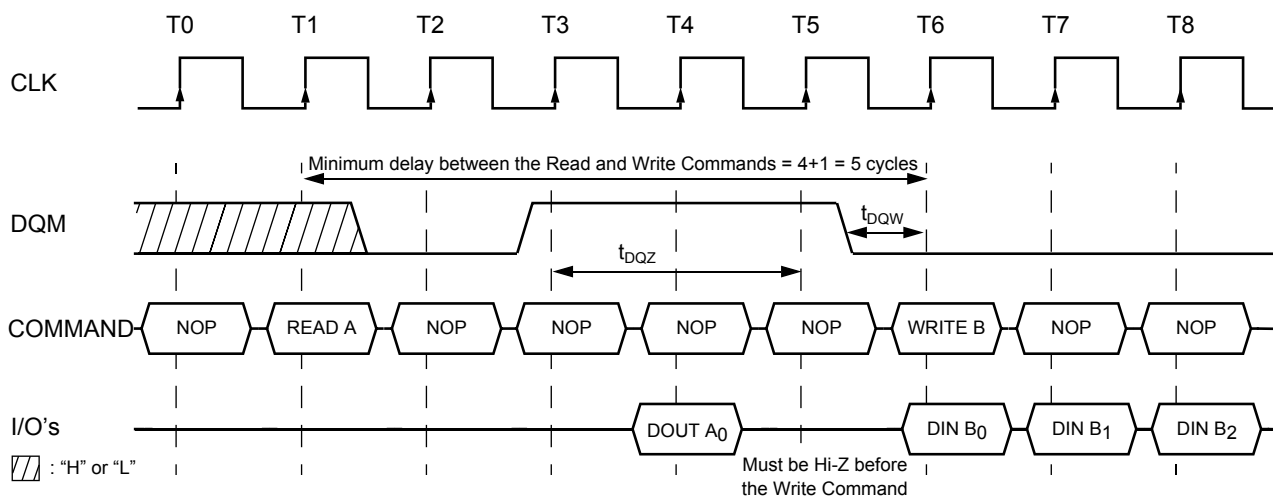 T0 T1 T2 T3 T4 T5 T6 T7 T8
CLK
Minimum delay between the Read and Write Commands = 4+1 = 5 cycles
DQM
tDQW
tDQZ
COMMAND NOP READ A NOP NOP NOP NOP WRITE B NOP NOP
I/O's DOUT A0 DIN B0 DIN B1 DIN B2
: “H” or “L” Must be Hi-Z before
the Write Command